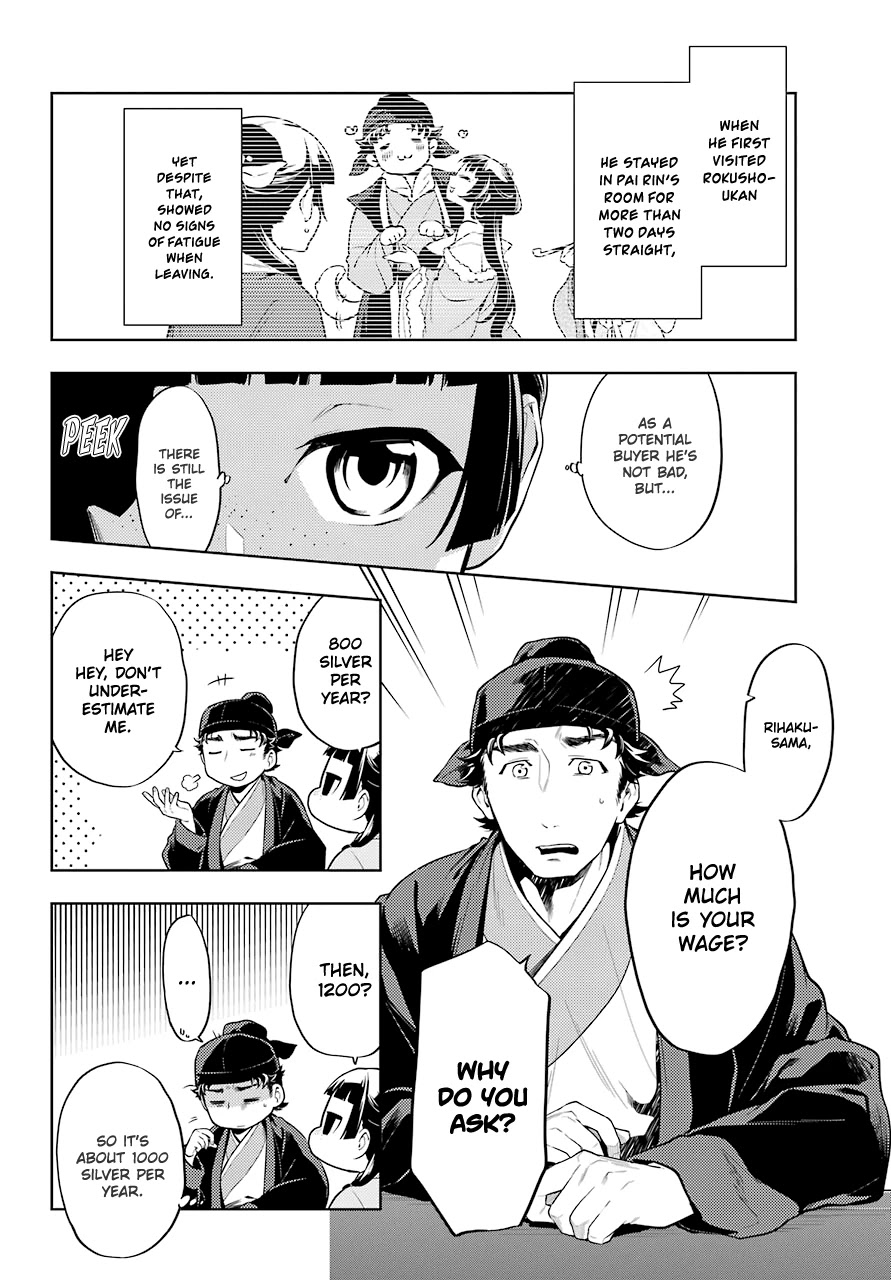 WHEN
HE FIRST
VISITED
ROKUSHO-
UKAN
HE STAYED
IN PAI RIN'S
ROOM FOR
MORE THAN
TWO DAYS
STRAIGHT,
YET
DESPITE
THAT,
SHOWED
NO SIGNS
OF FATIGUE
WHEN
LEAVING.
AS A
POTENTIAL
BUYER HE'S
NOT BAD,
BUT...
THERE
IS STILL
THE
ISSUE
OF...
PEEK
RIHAKU-
SAMA,
HOW
MUCH
IS YOUR
WAGE?
WHY
DO YOU
ASK?
800
SILVER
PER
YEAR?
HEY
HEY, DON'T
UNDER-
ESTIMATE
ME.
THEN,
1200?
...
SO IT'S
ABOUT 1000
SILVER PER
YEAR.